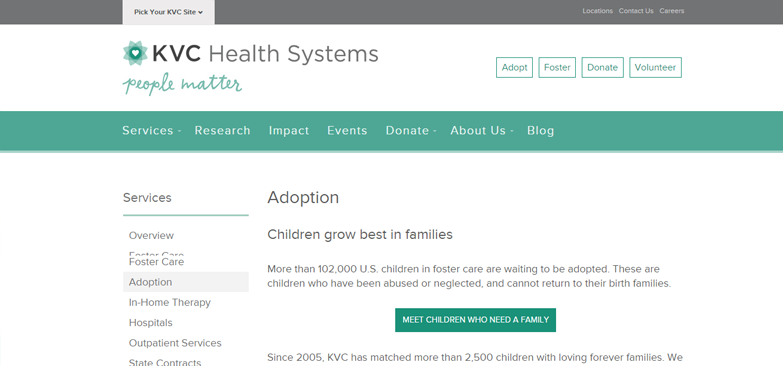 Pick Your KVC Site
Locations Contact Us Careers
KVC Health Systems
people matter
Adopt Foster Donate Volunteer
Services Research Impact Events Donate About Us Blog
Services
Overview
Foster Care
Foster Care
Adoption
In-Home Therapy
Hospitals
Outpatient Services
State Contracts
Adoption
Children grow best in families
More than 102,000 U.S. children in foster care are waiting to be adopted. These are
children who have been abused or neglected, and cannot return to their birth families.
MEET CHILDREN WHO NEED A FAMILY
Since 2005, KVC has matched more than 2,500 children with loving forever families. We